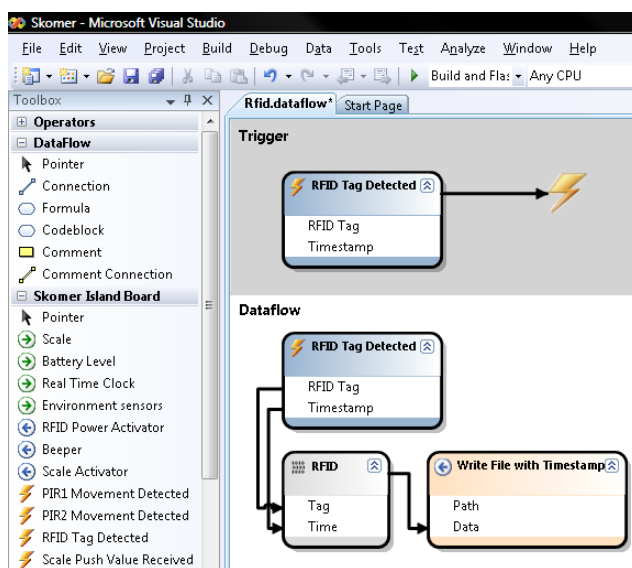 Skomer - Microsoft Visual Studio
File Edit View Project Build Debug Data Tools Test Analyze Window Help
Build and Flas Any CPU
Toolbox
Rfid.dataflow* Start Page
Operators
DataFlow
Pointer
Connection
Formula
Codeblock
Comment
Comment Connection
Skomer Island Board
Pointer
Scale
Battery Level
Real Time Clock
Environment sensors
RFID Power Activator
Beeper
Scale Activator
PIR1 Movement Detected
PIR2 Movement Detected
RFID Tag Detected
Scale Push Value Received
Trigger
RFID Tag Detected
RFID Tag
Timestamp
Dataflow
RFID Tag Detected
RFID Tag
Timestamp
RFID
Tag
Time
Write File with Timestamp
Path
Data